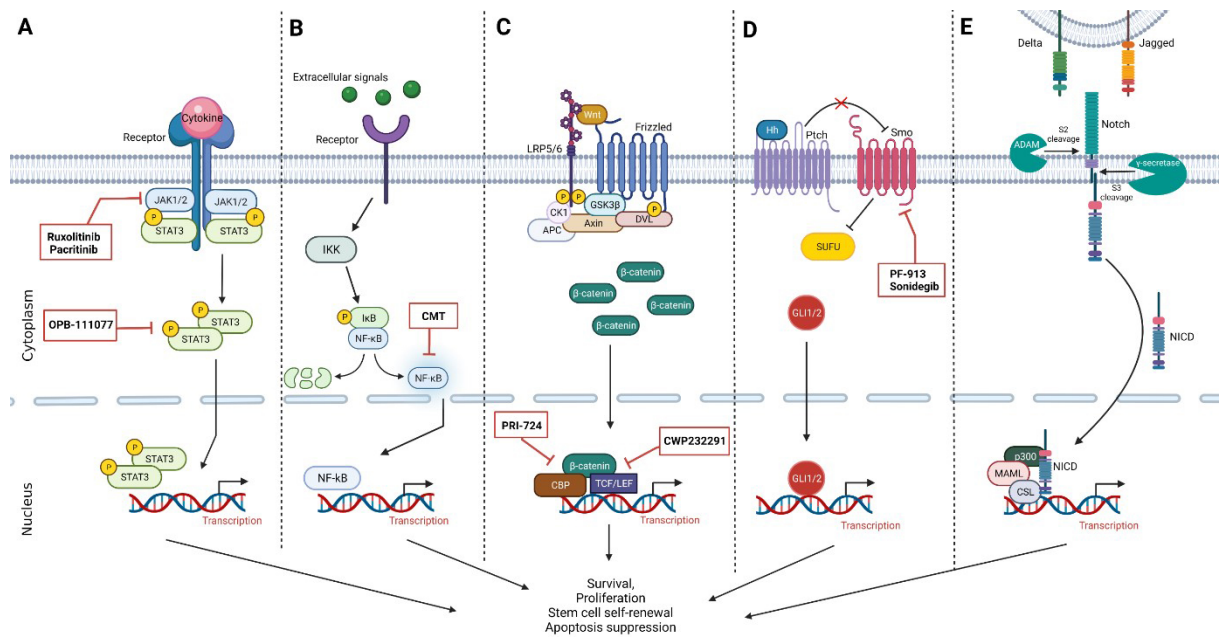 A
Cytokine
Receptor
JAK1/2
JAK1/2
P
STAT3
P
STAT3
Ruxolitinib
Pacritinib
OPB-111077
P
STAT3
P
STAT3
Cytoplasm
P
STAT3
P
STAT3
Nucleus
Transcription
B
Extracellular signals
Receptor
IKK
P
IκB
NF-κB
CMT
NF-κB
NF-kB
Transcription
C
Wnt
Frizzled
LRP5/6
P
P
CK1
GSK3β
P
APC
Axin
DVL
β-catenin
β-catenin
β-catenin
β-catenin
PRI-724
CWP232291
β-catenin
CBP
TCF/LEF
Transcription
D
Hh
Ptch
Smo
SUFU
PF-913
Sonidegib
GLI1/2
GLI1/2
Transcription
E
Delta
Jagged
Notch
ADAM
S2
cleavage
γ-secretase
S3
cleavage
NICD
p300
MAML
NICD
CSL
Transcription
Survival,
Proliferation
Stem cell self-renewal
Apoptosis suppression